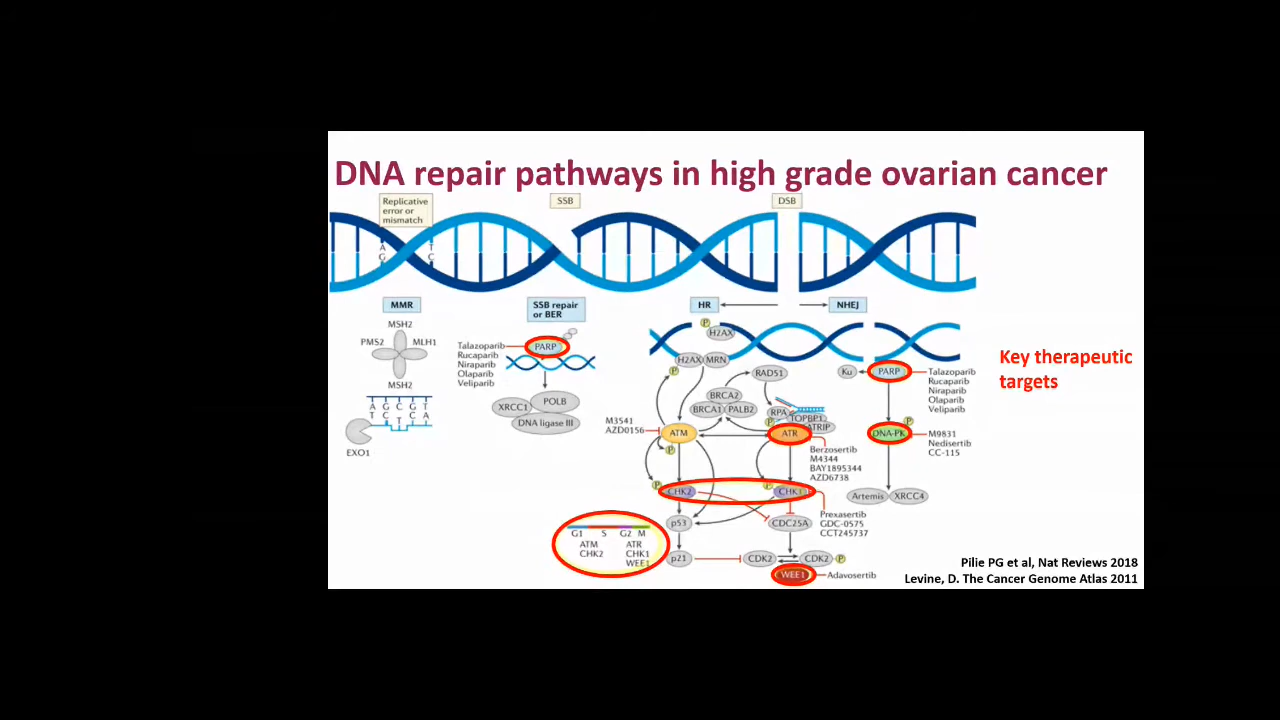 DNA repair pathways in high grade ovarian cancer
Replicative
error or
mismatch
SSB
DSB
A
G
T
C
MMR
SSB repair
or BER
HR
NHEJ
MSH2
PMS2
MLH1
MSH2
A T
G C
C T
G C
T A
EXO1
Talazoparib
Rucaparib
Niraparib
Olaparib
Veliparib
PARP
XRCC1
POLB
DNA ligase III
P
H2AX
H2AX
MRN
P
RAD51
BRCA2
BRCA1
PALB2
RPA
TOPBP1
P
ATRIP
M3541
AZD0156
ATM
P
ATR
Berzosertib
M4344
BAY1895344
AZD6738
P
CHK2
P
CHK1
Prexasertib
GDC-0575
CCT245737
p53
CDC25A
p21
CDK2
CDK2
P
WEE1
Adavosertib
G1
S
G2
M
ATM
CHK2
ATR
CHK1
WEE1
Ku
PARP
Talazoparib
Rucaparib
Niraparib
Olaparib
Veliparib
P
DNA-PK
M9831
Nedisertib
CC-115
Artemis
XRCC4
Key therapeutic
targets
Pilie PG et al, Nat Reviews 2018
Levine, D. The Cancer Genome Atlas 2011